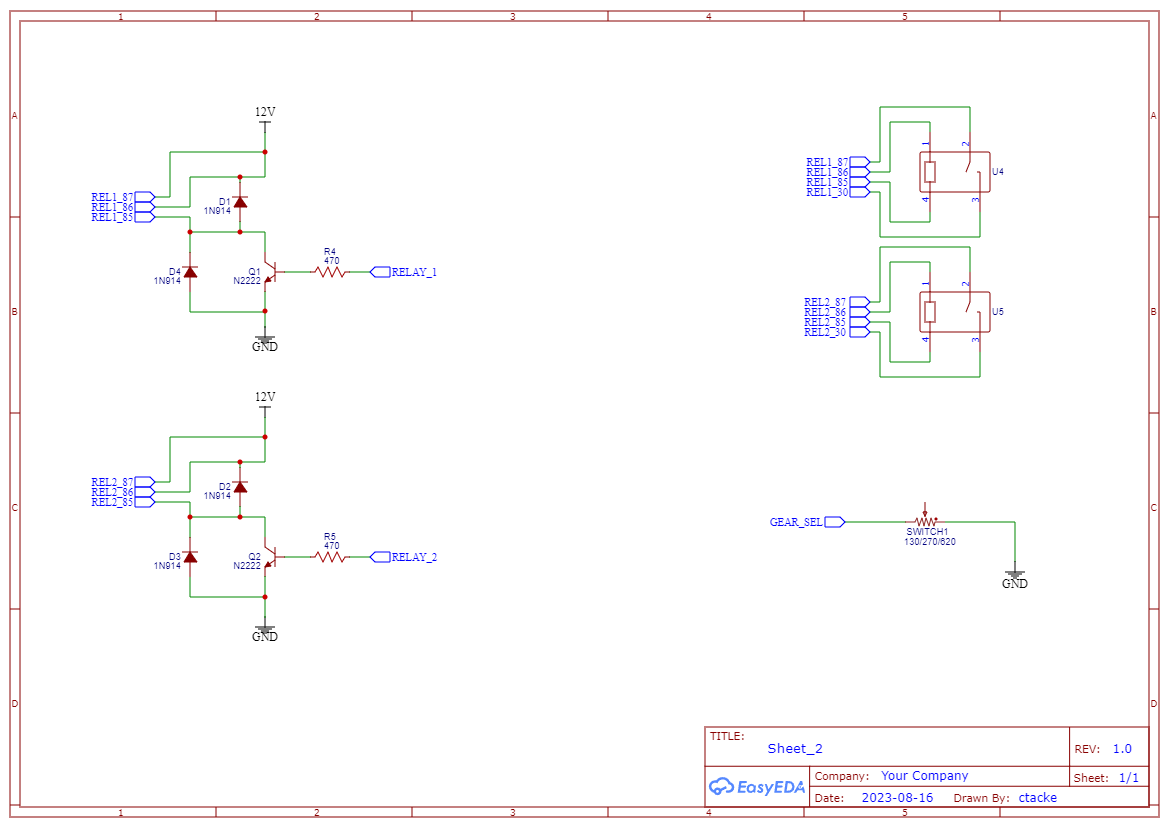 1 2 3 4 5
A A
B B
C C
D D
12V
REL1_87
REL1_86
REL1_85
D1
1N914
D4
1N914
Q1
N2222
R4
470
RELAY_1
GND
12V
REL2_87
REL2_86
REL2_85
D2
1N914
D3
1N914
Q2
N2222
R5
470
RELAY_2
GND
REL1_87
REL1_86
REL1_85
REL1_30
1 2
U4
4 3
REL2_87
REL2_86
REL2_85
REL2_30
1 2
U5
4 3
GEAR_SEL
SWITCH1
130/270/620
GND
TITLE:
Sheet_2
REV: 1.0
EasyEDA
Company: Your Company
Sheet: 1/1
Date: 2023-08-16 Drawn By: ctacke
1 2 3 4 5